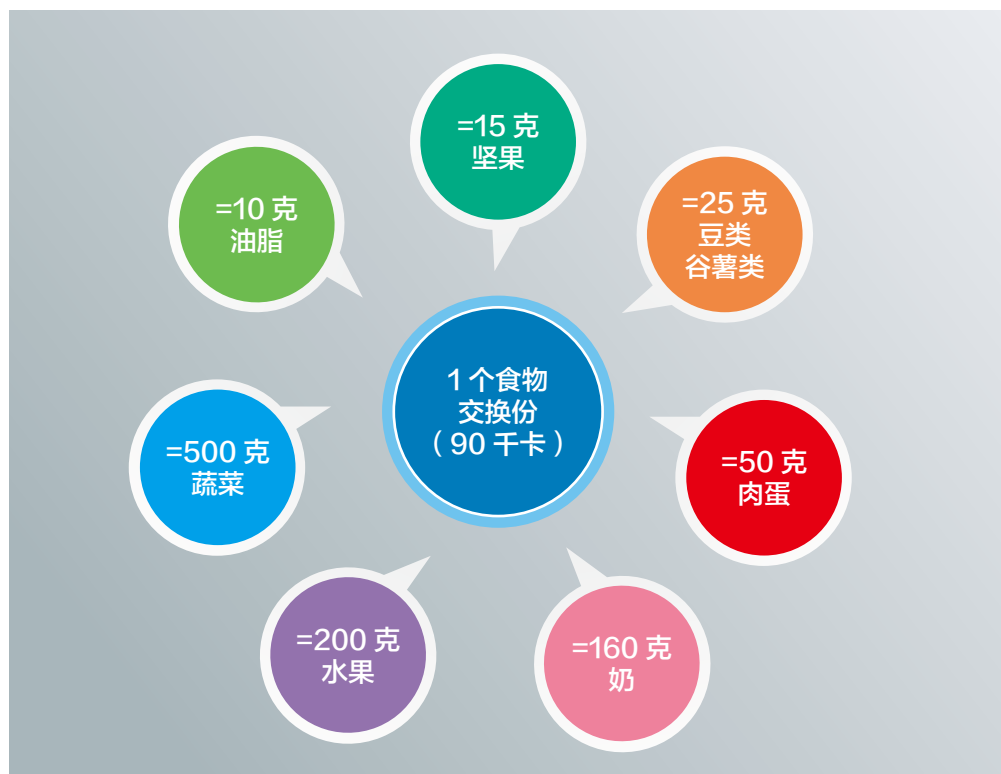 =15 克
坚果
=10 克
油脂
=25 克
豆类
谷薯类
1 个食物
交换份
（90 千卡）
=500 克
蔬菜
=50 克
肉蛋
=200 克
水果
=160 克
奶